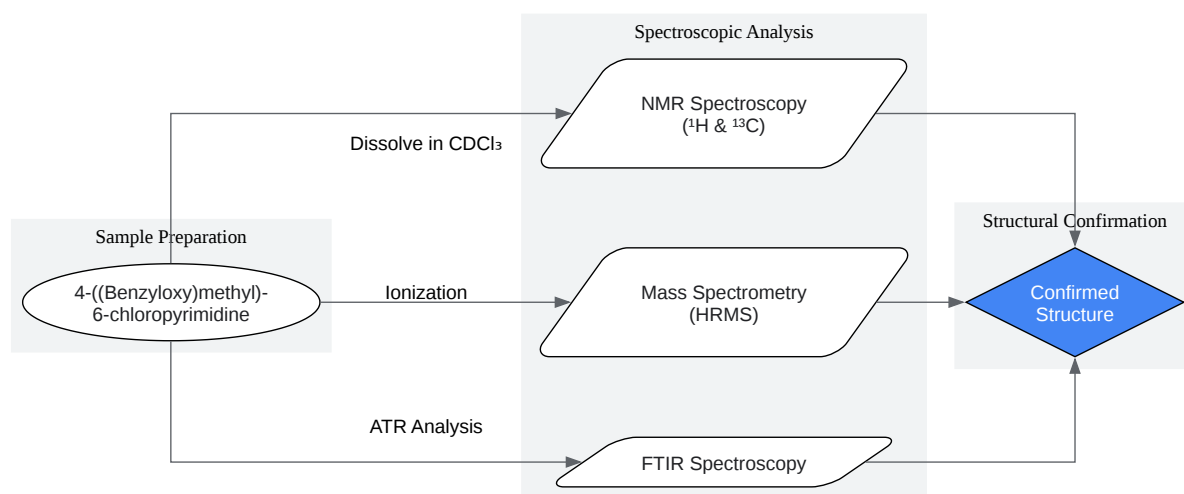 Spectroscopic Analysis
NMR Spectroscopy
(¹H & ¹³C)
Dissolve in CDCl₃
Sample Preparation
Structural Confirmation
4-((Benzyloxy)methyl)-
6-chloropyrimidine
Ionization
Mass Spectrometry
(HRMS)
Confirmed
Structure
ATR Analysis
FTIR Spectroscopy